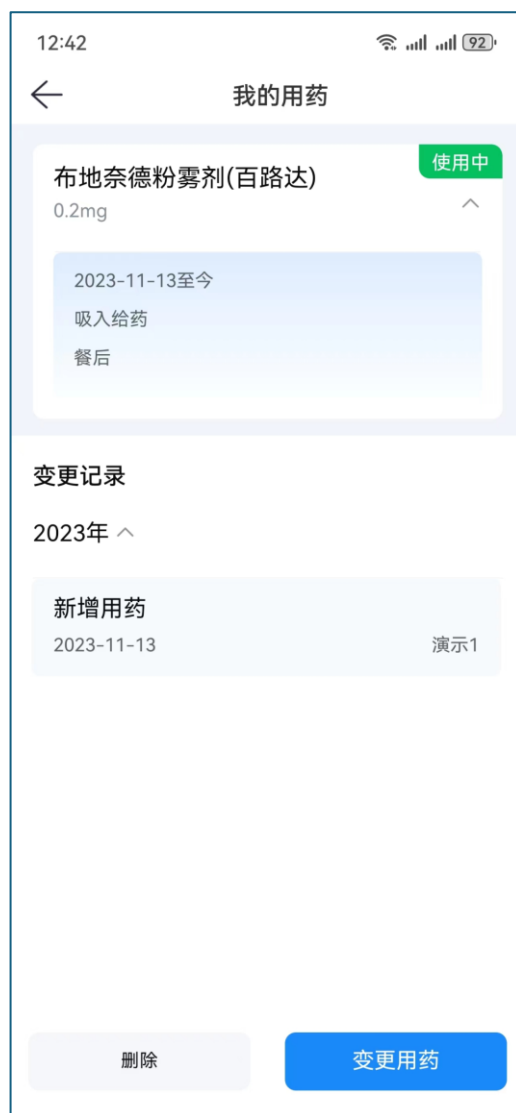 12:42
92
我的用药
使用中
布地奈德粉雾剂(百路达)
0.2mg
2023-11-13至今
吸入给药
餐后
变更记录
2023年
新增用药
2023-11-13 演示1
删除 变更用药